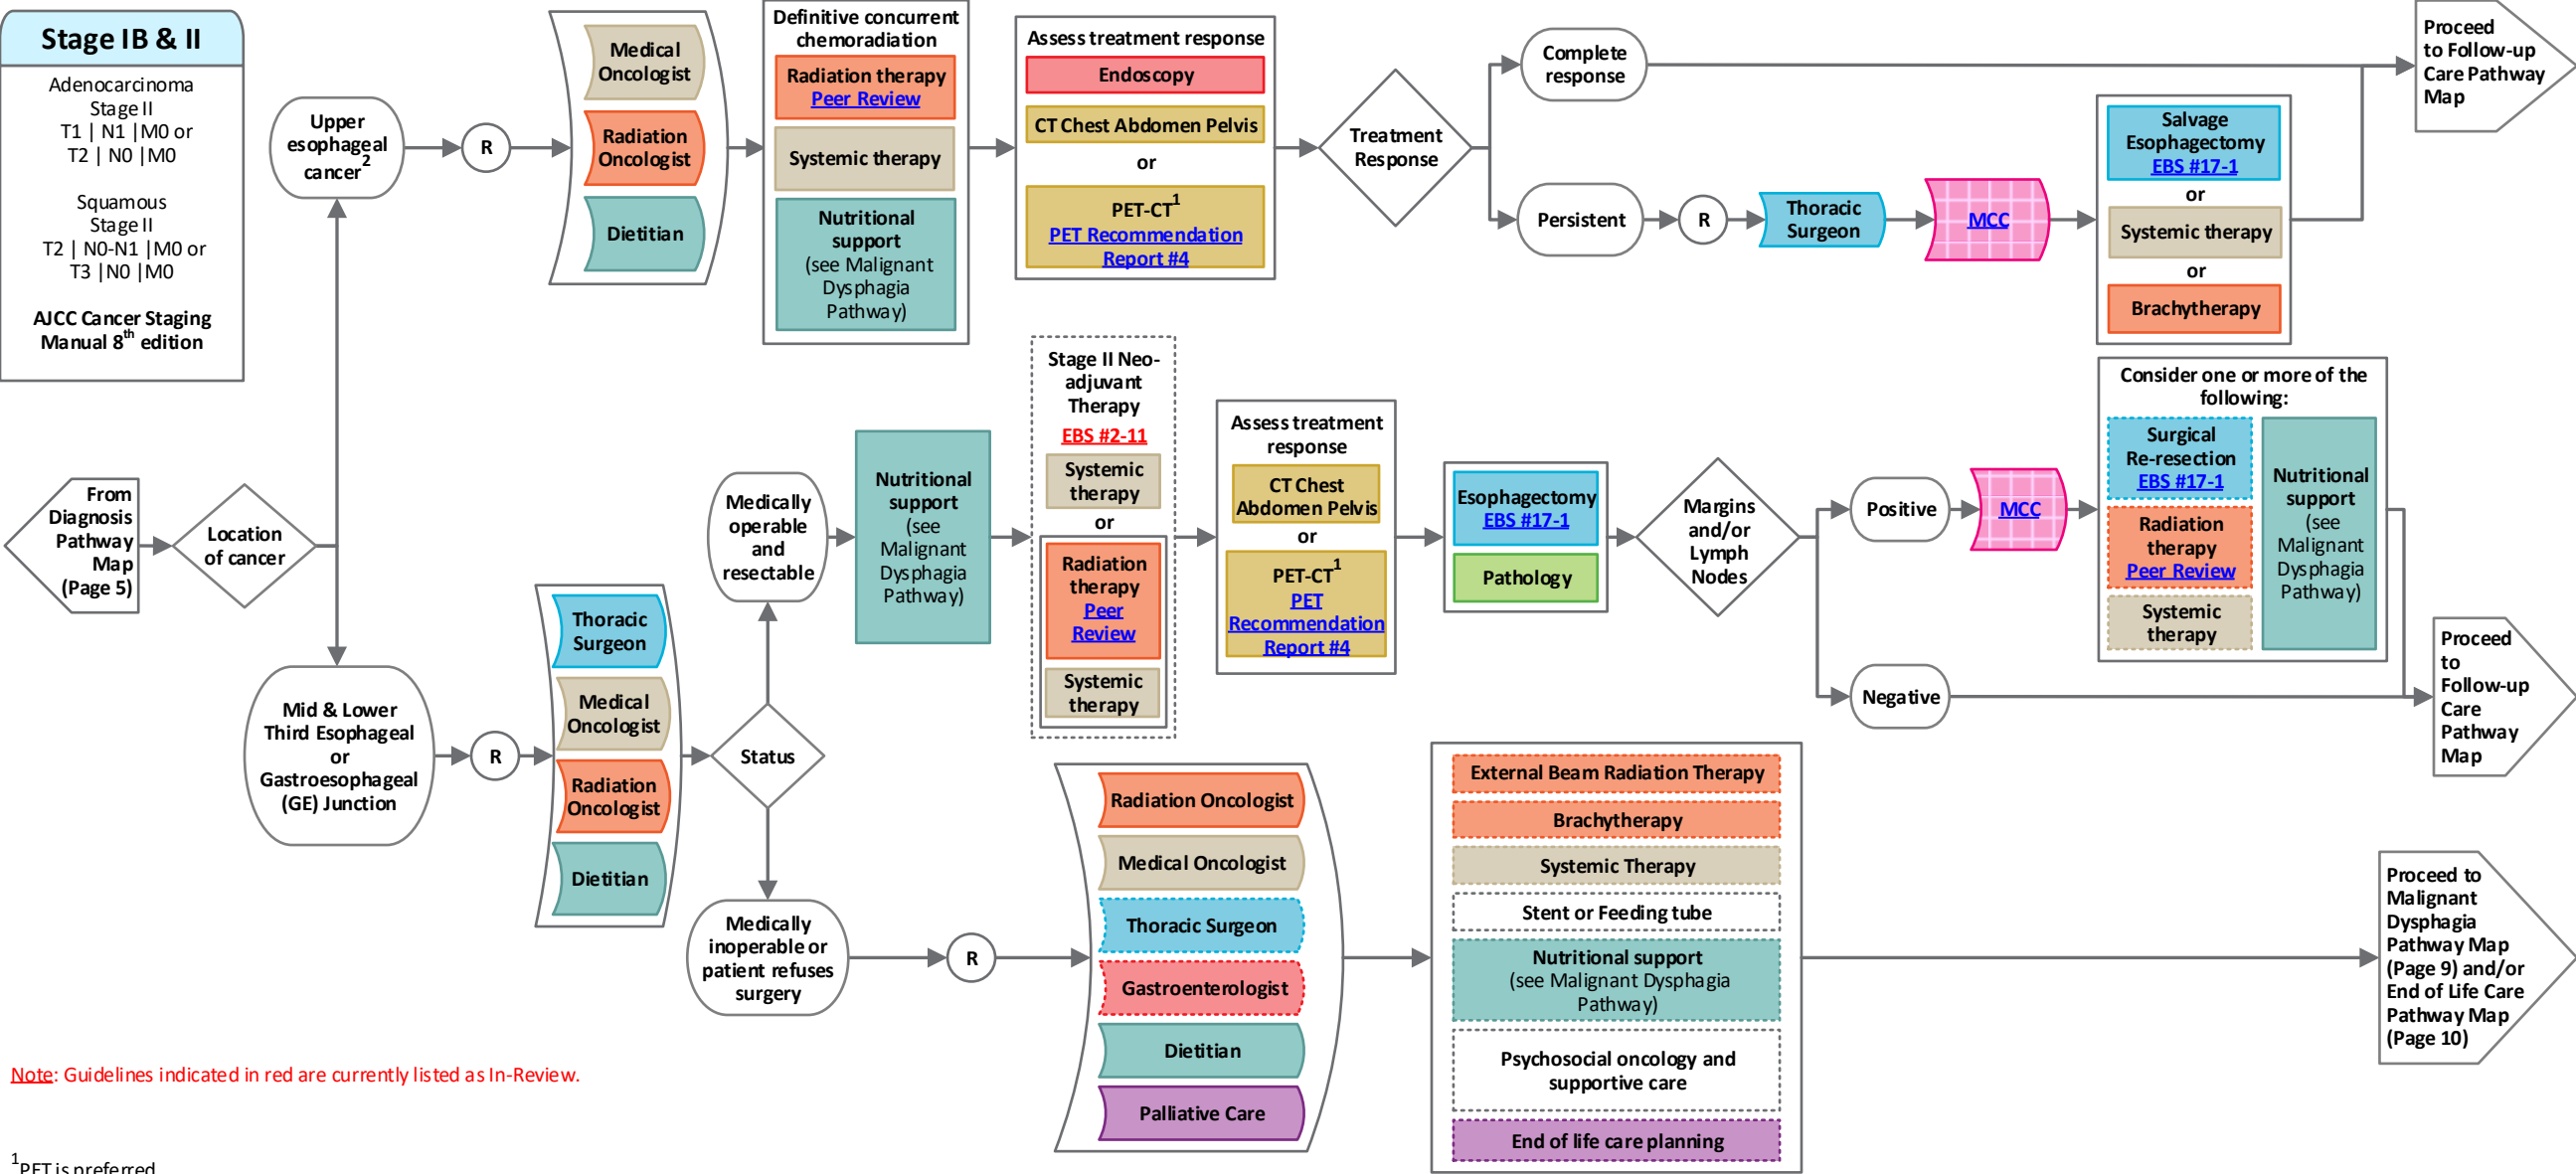 Stage IB & II
Adenocarcinoma
Stage II
T1 | N1 |M0 or
T2 | N0 |M0
Squamous
Stage II
T2 | N0-N1 |M0 or
T3 |N0 |M0
AJCC Cancer Staging
Manual 8th edition
From
Diagnosis
Pathway
Map
(Page 5)
Location
of cancer
Upper
esophageal
cancer2
R
Medical
Oncologist
Radiation
Oncologist
Dietitian
Definitive concurrent
chemoradiation
Radiation therapy
Peer Review
Systemic therapy
Nutritional
support
(see Malignant
Dysphagia
Pathway)
Assess treatment response
Endoscopy
CT Chest Abdomen Pelvis
or
PET-CT1
PET Recommendation
Report #4
Treatment
Response
Complete
response
Persistent
R
Thoracic
Surgeon
MCC
Salvage
Esophagectomy
EBS #17-1
or
Systemic therapy
or
Brachytherapy
Proceed
to Follow-up
Care Pathway
Map
Mid & Lower
Third Esophageal
or
Gastroesophageal
(GE) Junction
R
Thoracic
Surgeon
Medical
Oncologist
Radiation
Oncologist
Dietitian
Status
Medically
operable
and
resectable
Nutritional
support
(see
Malignant
Dysphagia
Pathway)
Stage II Neo-
adjuvant
Therapy
EBS #2-11
Systemic
therapy
or
Radiation
therapy
Peer
Review
Systemic
therapy
Assess treatment
response
CT Chest
Abdomen Pelvis
or
PET-CT1
PET
Recommendation
Report #4
Esophagectomy
EBS #17-1
Pathology
Margins
and/or
Lymph
Nodes
Positive
MCC
Consider one or more of the
following:
Surgical
Re-resection
EBS #17-1
Radiation
therapy
Peer Review
Systemic
therapy
Nutritional
support
(see
Malignant
Dysphagia
Pathway)
Negative
Proceed
to
Follow-up
Care
Pathway
Map
Medically
inoperable or
patient refuses
surgery
R
Radiation Oncologist
Medical Oncologist
Thoracic Surgeon
Gastroenterologist
Dietitian
Palliative Care
External Beam Radiation Therapy
Brachytherapy
Systemic Therapy
Stent or Feeding tube
Nutritional support
(see Malignant Dysphagia
Pathway)
Psychosocial oncology and
supportive care
End of life care planning
Proceed to
Malignant
Dysphagia
Pathway Map
(Page 9) and/or
End of Life Care
Pathway Map
(Page 10)
Note: Guidelines indicated in red are currently listed as In-Review.
1PET is preferred